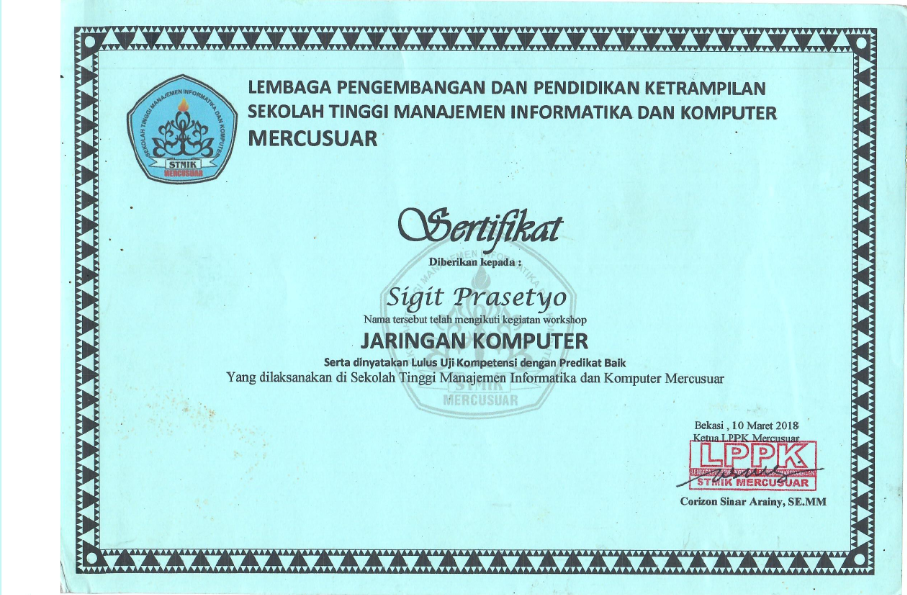 LEMBAGA PENGEMBANGAN DAN PENDIDIKAN KETRAMPILAN
SEKOLAH TINGGI MANAJEMEN INFORMATIKA DAN KOMPUTER
MERCUSUAR
SEKOLAH TINGGI MANAJEMEN INFORMATIKA DAN KOMPUTER
STMIK
MERCUSUAR
Sertifikat
Diberikan kepada :
Sigit Prasetyo
Nama tersebut telah mengikuti kegiatan workshop
JARINGAN KOMPUTER
Serta dinyatakan Lulus Uji Kompetensi dengan Predikat Baik
Yang dilaksanakan di Sekolah Tinggi Manajemen Informatika dan Komputer Mercusuar
STMIK
MERCUSUAR
Bekasi , 10 Maret 2018
Ketua LPPK Mercusuar
LPPK
STMIK MERCUSUAR
Corizon Sinar Arainy, SE.MM